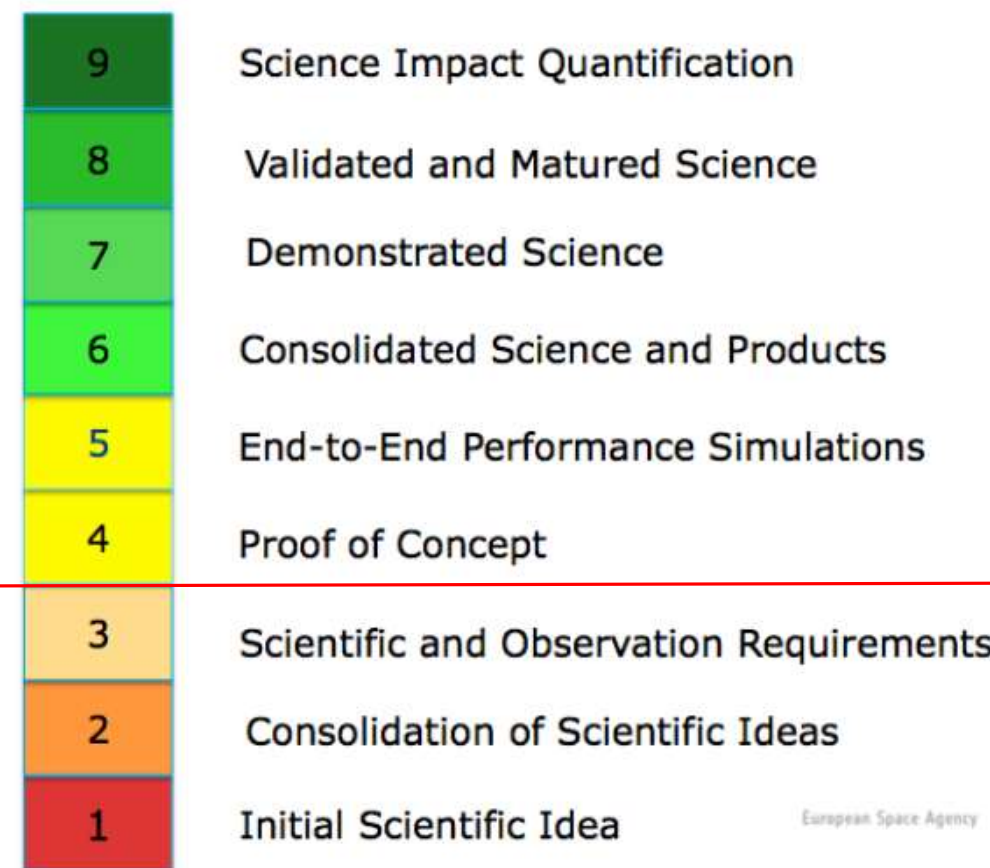 9 Science Impact Quantification
8 Validated and Matured Science
7 Demonstrated Science
6 Consolidated Science and Products
5 End-to-End Performance Simulations
4 Proof of Concept
3 Scientific and Observation Requirements
2 Consolidation of Scientific Ideas
1 Initial Scientific Idea
European Space Agency